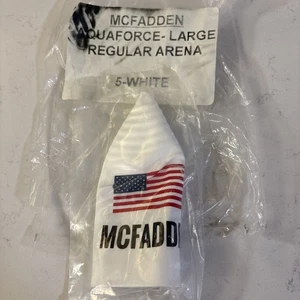 MCFADDEN
AQUAFORCE- LARGE
REGULAR ARENA
5-WHITE
MCFADD